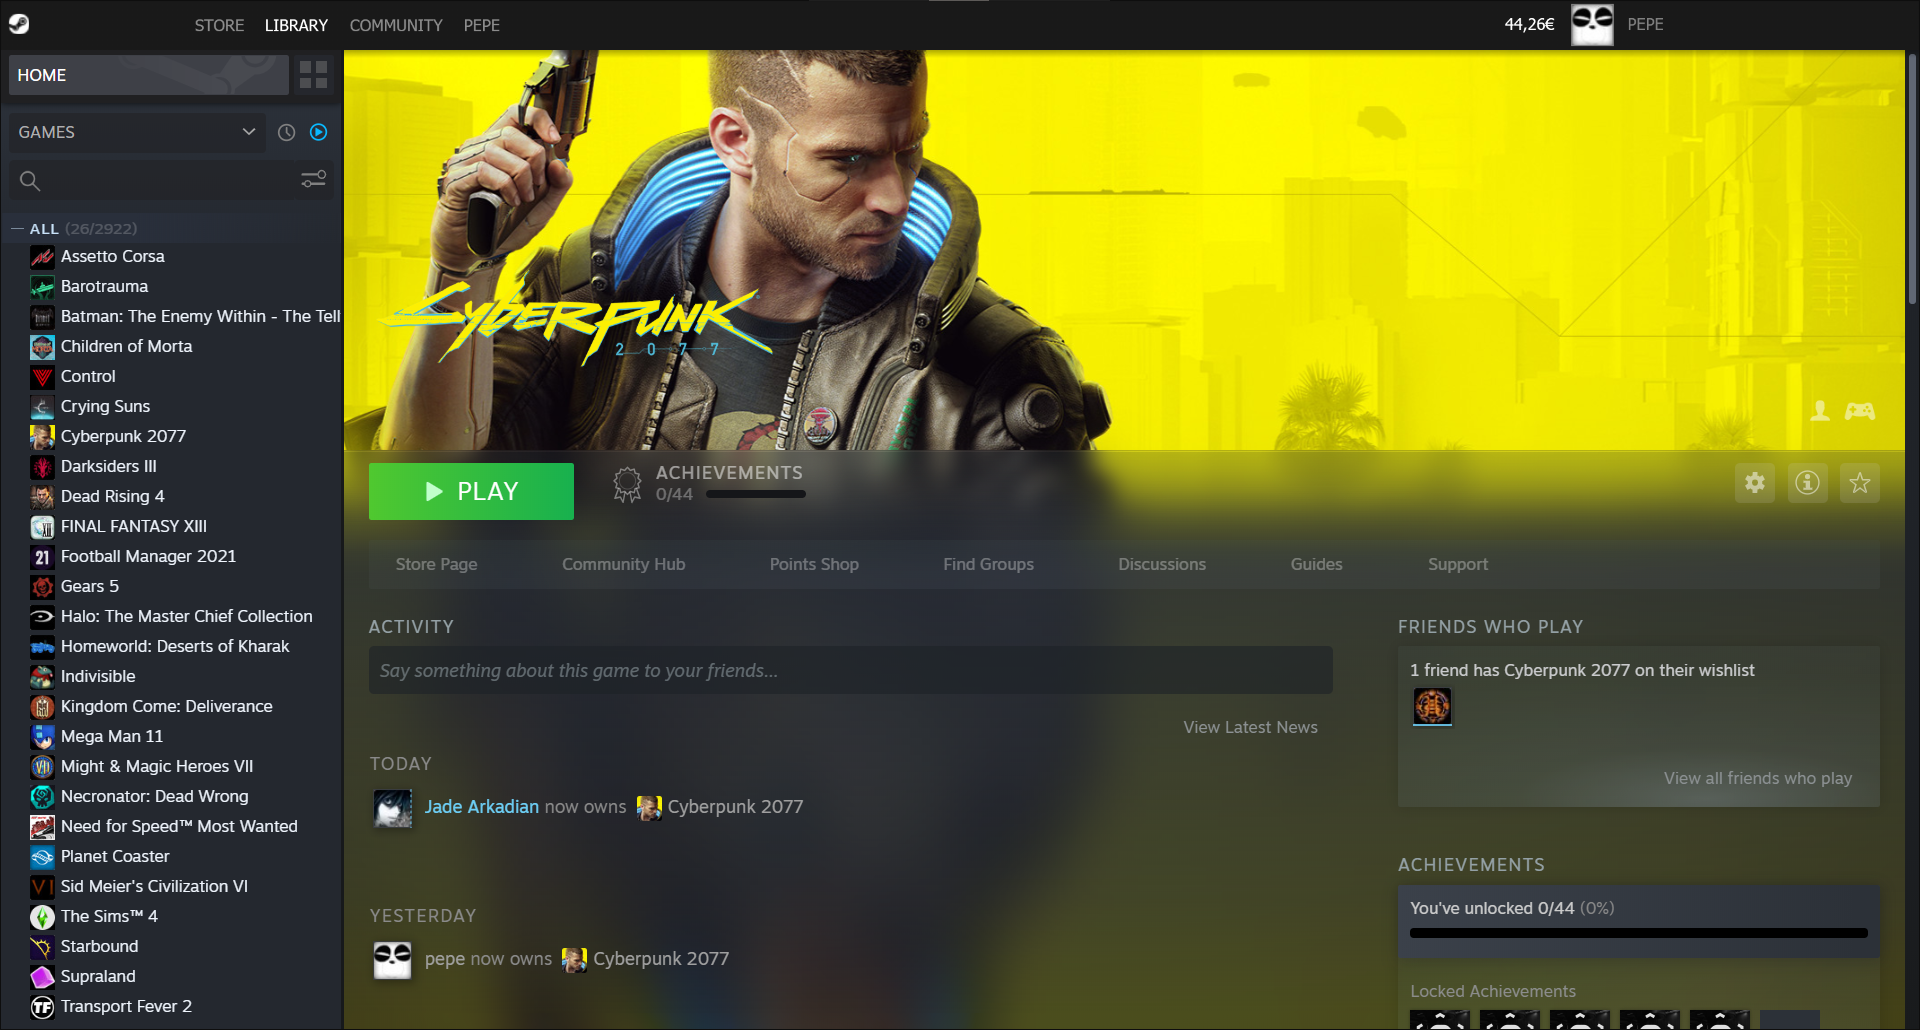 STORE LIBRARY COMMUNITY PEPE
44,26€ PEPE
HOME
GAMES
ALL (26/2922)
Assetto Corsa
Barotrauma
Batman: The Enemy Within - The Tell
Children of Morta
Control
Crying Suns
Cyberpunk 2077
Darksiders III
Dead Rising 4
FINAL FANTASY XIII
Football Manager 2021
Gears 5
Halo: The Master Chief Collection
Homeworld: Deserts of Kharak
Indivisible
Kingdom Come: Deliverance
Mega Man 11
Might & Magic Heroes VII
Necronator: Dead Wrong
Need for Speed™ Most Wanted
Planet Coaster
Sid Meier's Civilization VI
The Sims™ 4
Starbound
Supraland
Transport Fever 2
CYBERPUNK
2077
PLAY
ACHIEVEMENTS
0/44
Store Page Community Hub Points Shop Find Groups Discussions Guides Support
ACTIVITY
Say something about this game to your friends...
View Latest News
TODAY
Jade Arkadian now owns Cyberpunk 2077
YESTERDAY
pepe now owns Cyberpunk 2077
FRIENDS WHO PLAY
1 friend has Cyberpunk 2077 on their wishlist
View all friends who play
ACHIEVEMENTS
You've unlocked 0/44 (0%)
Locked Achievements